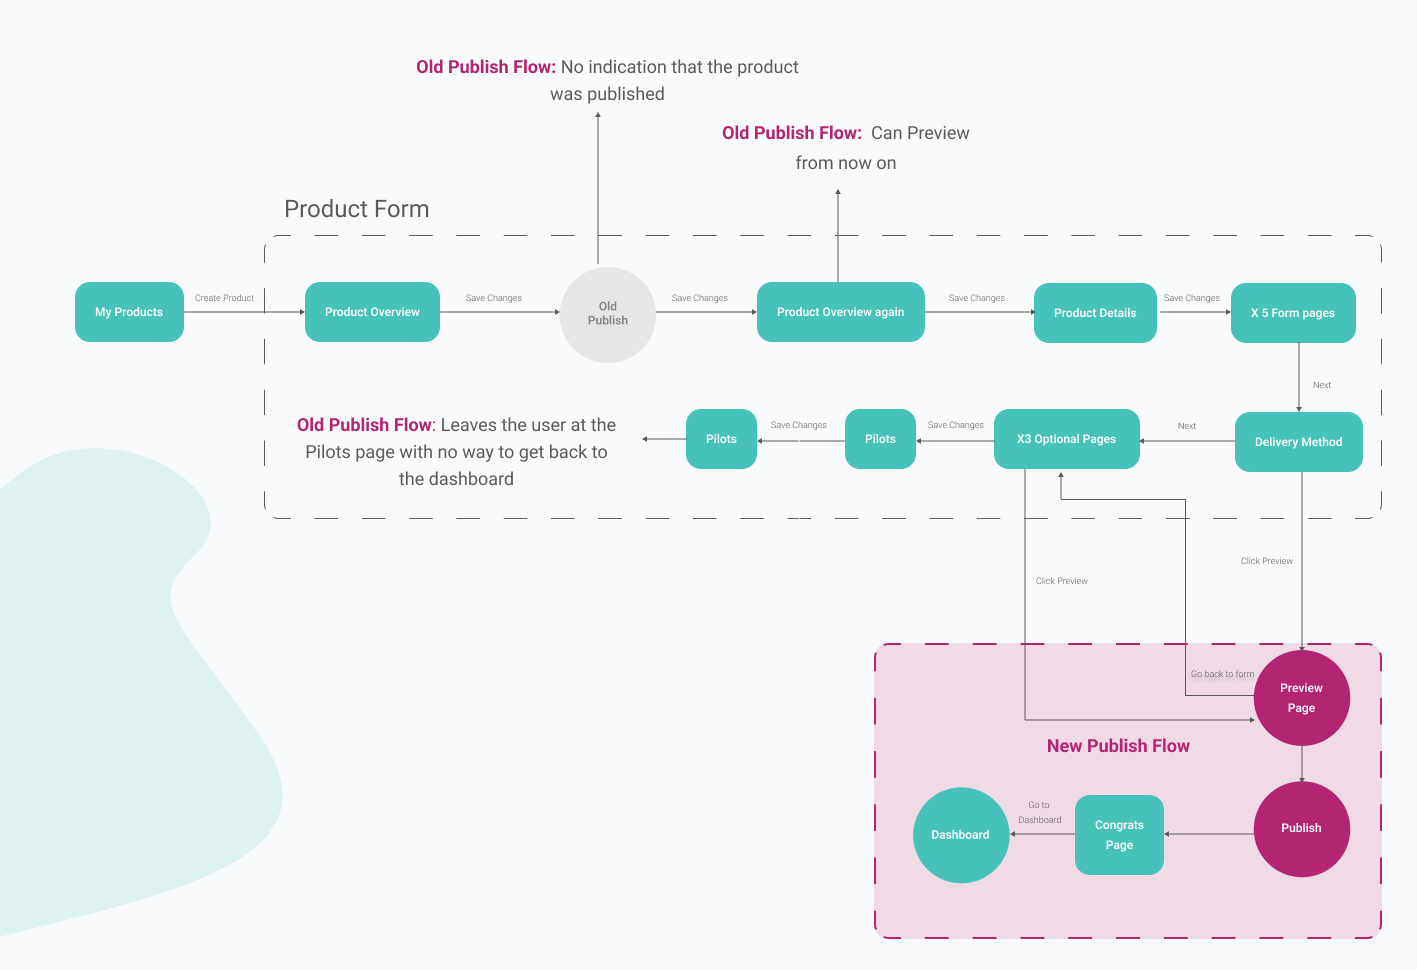 Old Publish Flow: No indication that the product
was published
Old Publish Flow: Can Preview
from now on
Product Form
My Products
Create Product
Product Overview
Save Changes
Old
Publish
Save Changes
Product Overview again
Save Changes
Product Details
Save Changes
X 5 Form pages
Next
Delivery Method
Next
X3 Optional Pages
Save Changes
Pilots
Save Changes
Pilots
Old Publish Flow: Leaves the user at the
Pilots page with no way to get back to
the dashboard
Click Preview
Click Preview
Go back to form
Preview
Page
New Publish Flow
Publish
Congrats
Page
Go to
Dashboard
Dashboard